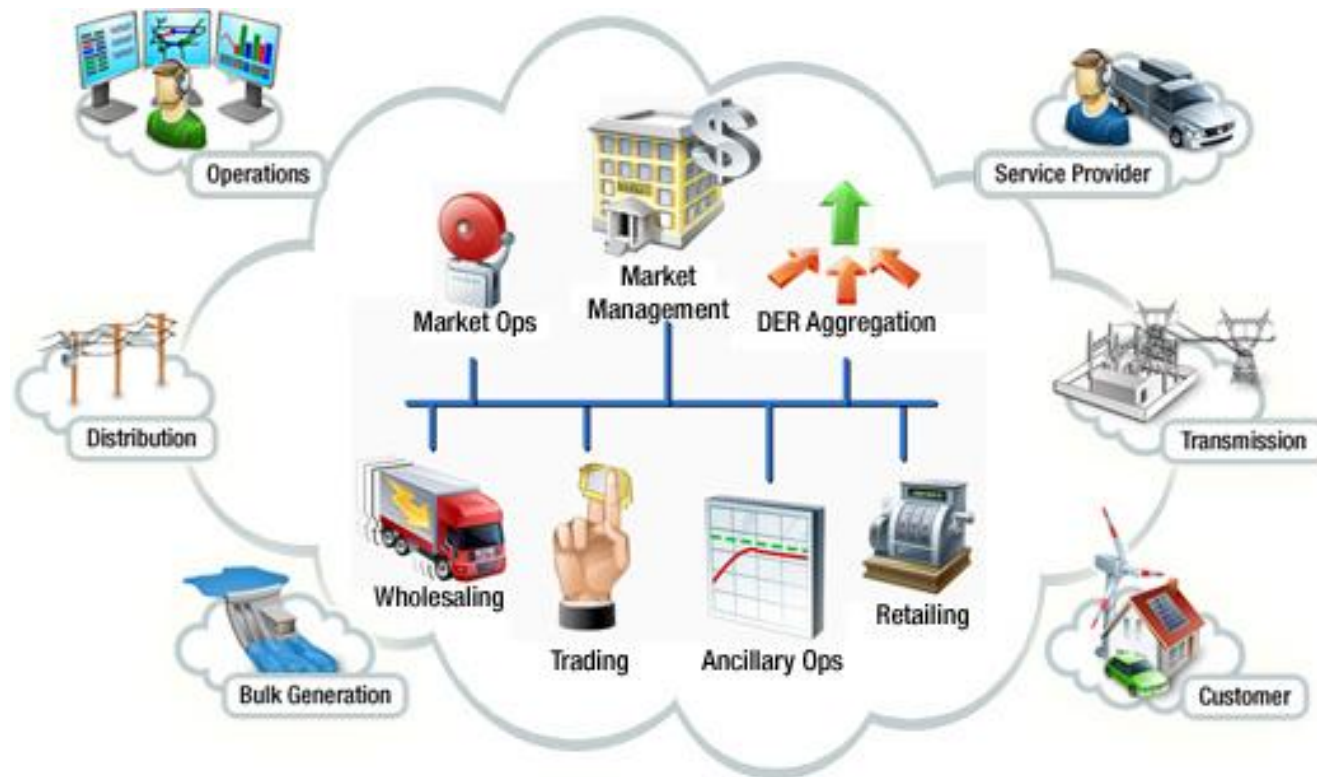 Operations
Service Provider
Market
Management
Market Ops
DER Aggregation
Distribution
Transmission
Wholesaling
Trading
Ancillary Ops
Retailing
Bulk Generation
Customer